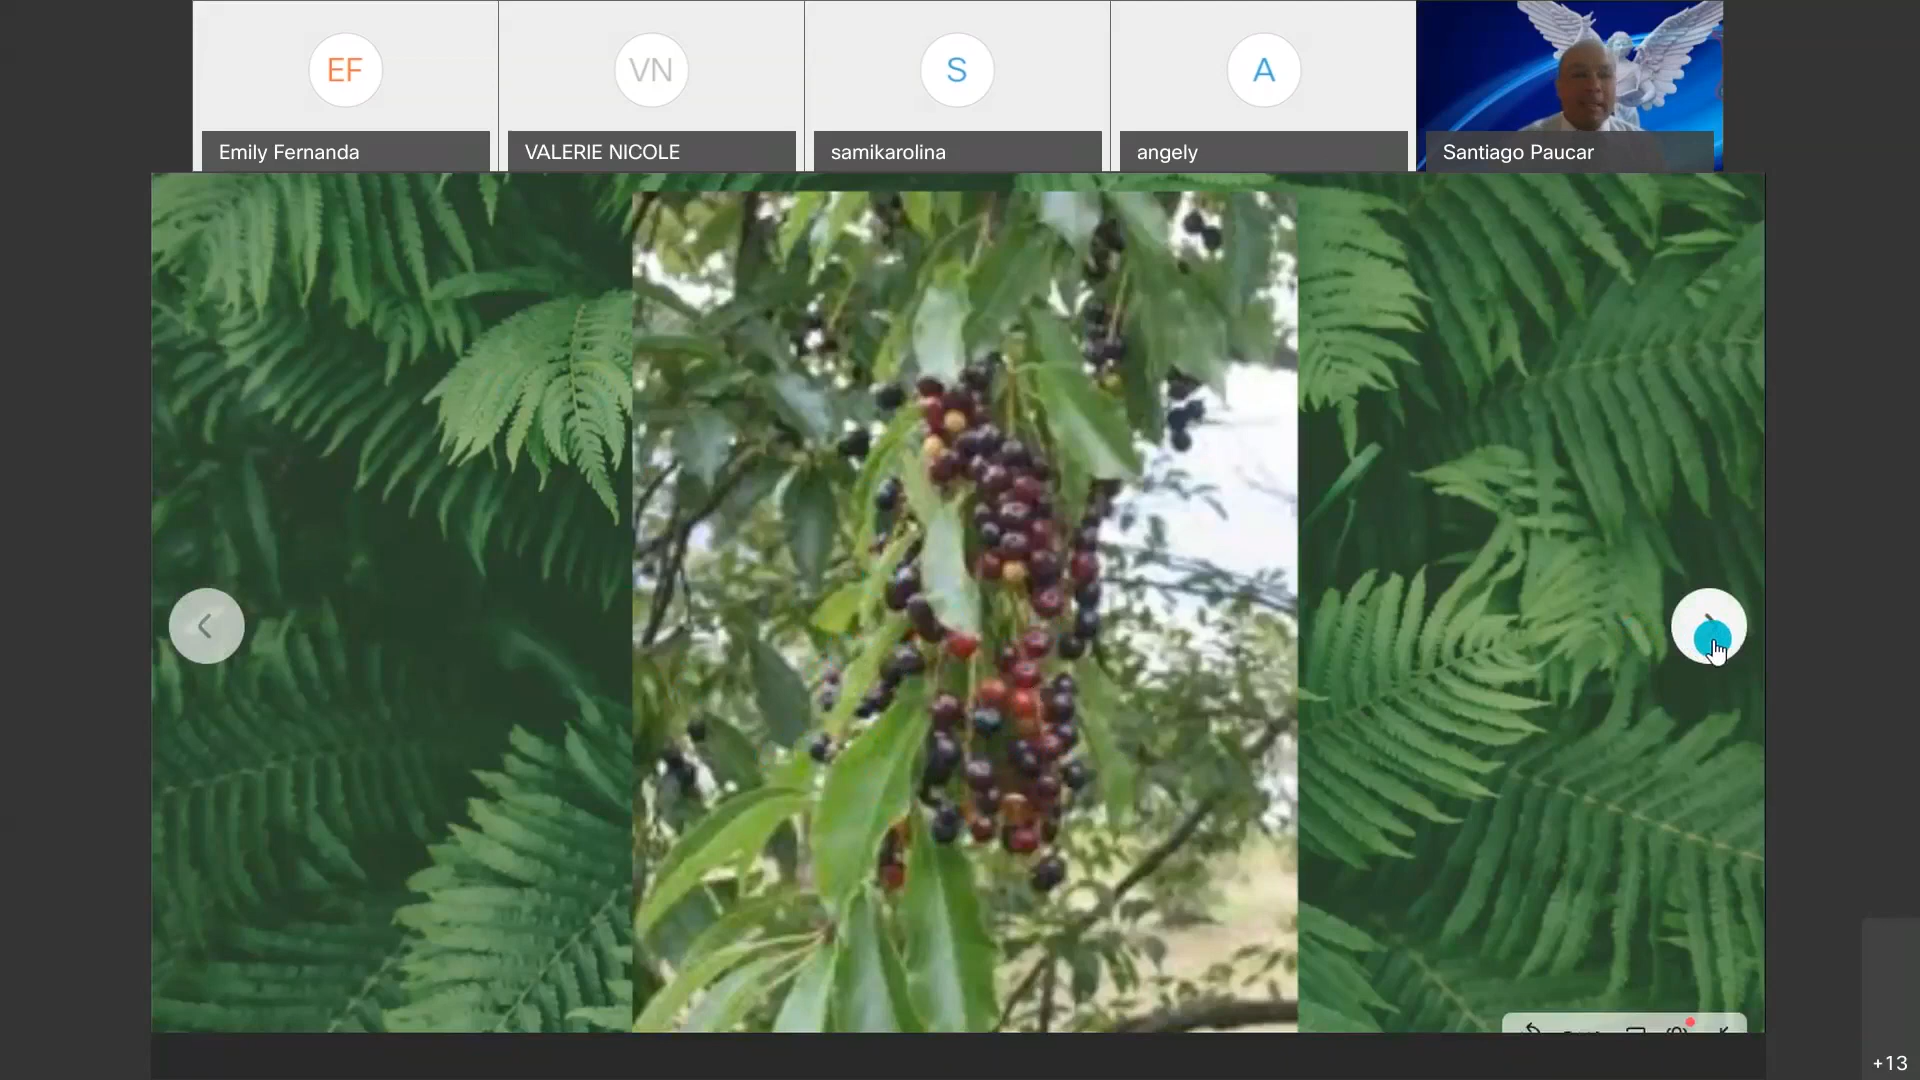 EF
VN
S
A
Emily Fernanda
VALERIE NICOLE
samikarolina
angely
Santiago Paucar
+13